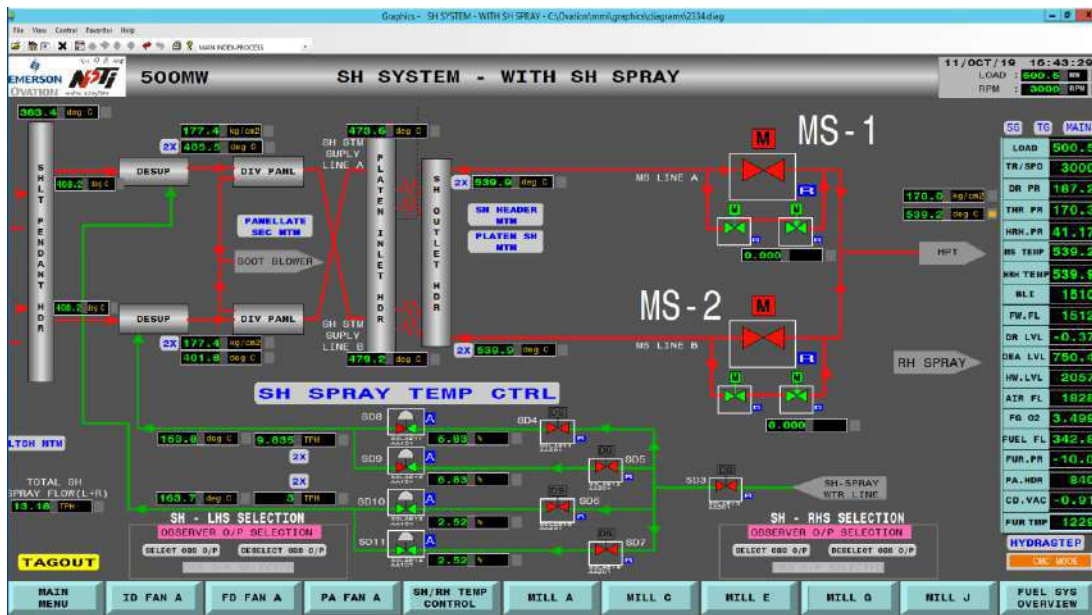 Graphics - SH SYSTEM - WITH SH SPRAY - C:\Ovation\mmi\graphics\diagrams\2334.diag
File View Control Favorites Help
MAIN INDEX-PROCESS
EMERSON
OVATION
500MW
SH SYSTEM - WITH SH SPRAY
11/OCT/19 16:43:29
LOAD : 500.5 MW
RPM : 3000 RPM
363.4 deg C
177.4 kg/cm2
2X 405.5 deg C
473.6 deg C
SH STM
SUPLY
LINE A
MS-1
M
SG TG MAIN
LOAD 500.5
TR/SPD 3000
DR PR 187.2
THR PR 170.3
HRH.PR 41.17
MS TEMP 539.2
HRH TEMP 539.9
BLI 1510
FW.FL 1512
DR LVL -0.37
DEA LVL 750.4
HW.LVL 2057
AIR FL 1828
FG O2 3.499
FUEL FL 342.8
FUR.PR -10.0
PA.HDR 840
CD.VAC -0.91
FUR TMP 1228
HYDRASTEP
CMC MODE
SHLT PENDANT HDR
DESUP
DIV PANL
408.2 deg C
PLATEN INLET HDR
SH OUTLET HDR
2X 539.9 deg C
MS LINE A
R
M M
R R
0.000
170.0 kg/cm2
539.2 deg C
PANELLATE
SEC MTM
SH HEADER
MTM
PLATEN SH
MTM
SOOT BLOWER
HPT
408.2 deg C
DESUP
DIV PANL
SH STM
SUPLY
LINE B
2X 177.4 kg/cm2
401.8 deg C
479.2 deg C
2X 539.9 deg C
MS-2
M
MS LINE B
R
M M
R R
0.000
RH SPRAY
SH SPRAY TEMP CTRL
LTSH MTM
TOTAL SH
SPRAY FLOW(L+R)
13.18 TPH
163.8 deg C 9.835 TPH
2X
2X
163.7 deg C 3 TPH
SD8 A 6.83 %
SD9 A 6.83 %
SD10 A 2.52 %
SD11 A 2.52 %
SD4
SD5
SD6
SD7
SD3
SH-SPRAY
WTR LINE
SH - LHS SELECTION
OBSERVER O/P SELECTION
SELECT OBS O/P DESELECT OBS O/P
SH - RHS SELECTION
OBSERVER O/P SELECTION
SELECT OBS O/P DESELECT OBS O/P
TAGOUT
MAIN
MENU
ID FAN A
FD FAN A
PA FAN A
SH/RH TEMP
CONTROL
MILL A
MILL C
MILL E
MILL G
MILL J
FUEL SYS
OVERVIEW